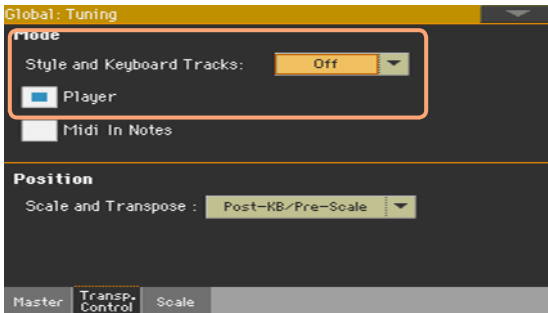 Global: Tuning
Mode
Style and Keyboard Tracks: Off
Player
Midi In Notes
Position
Scale and Transpose : Post-KB/Pre-Scale
Master Transp. Control Scale